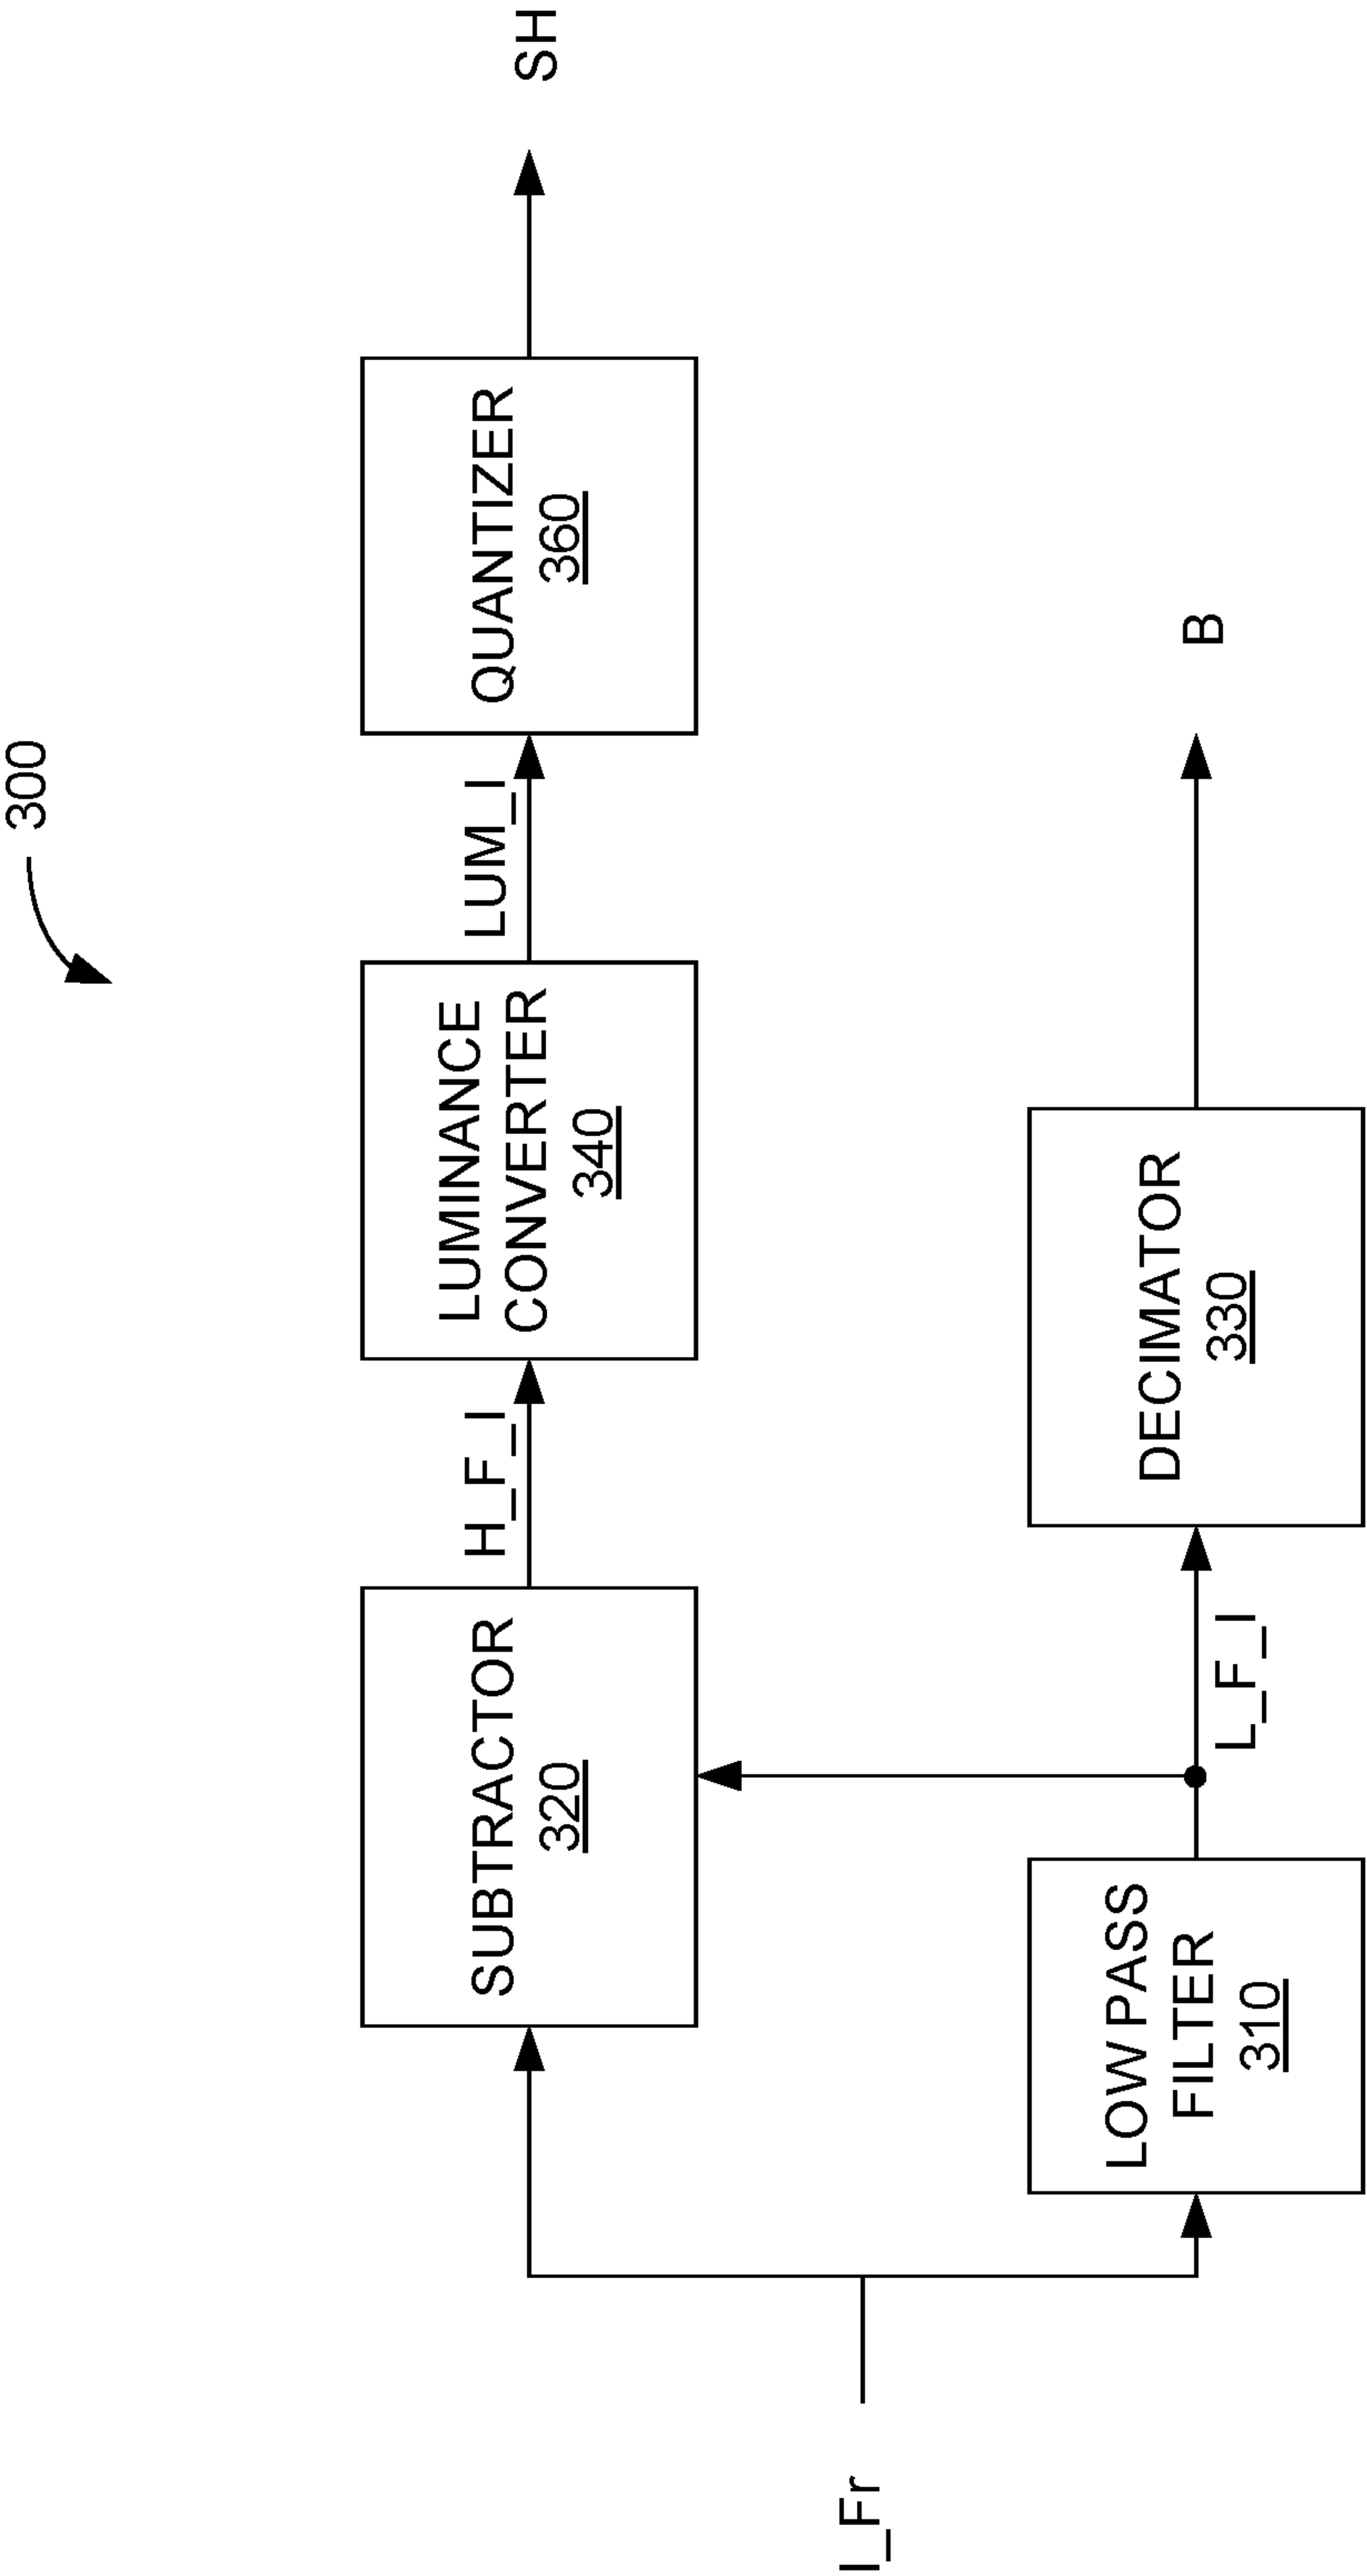 300
I_Fr
SUBTRACTOR
320
H_F_I
LUMINANCE
CONVERTER
340
LUM_I
QUANTIZER
360
SH
LOW PASS
FILTER
310
L_F_I
DECIMATOR
330
B